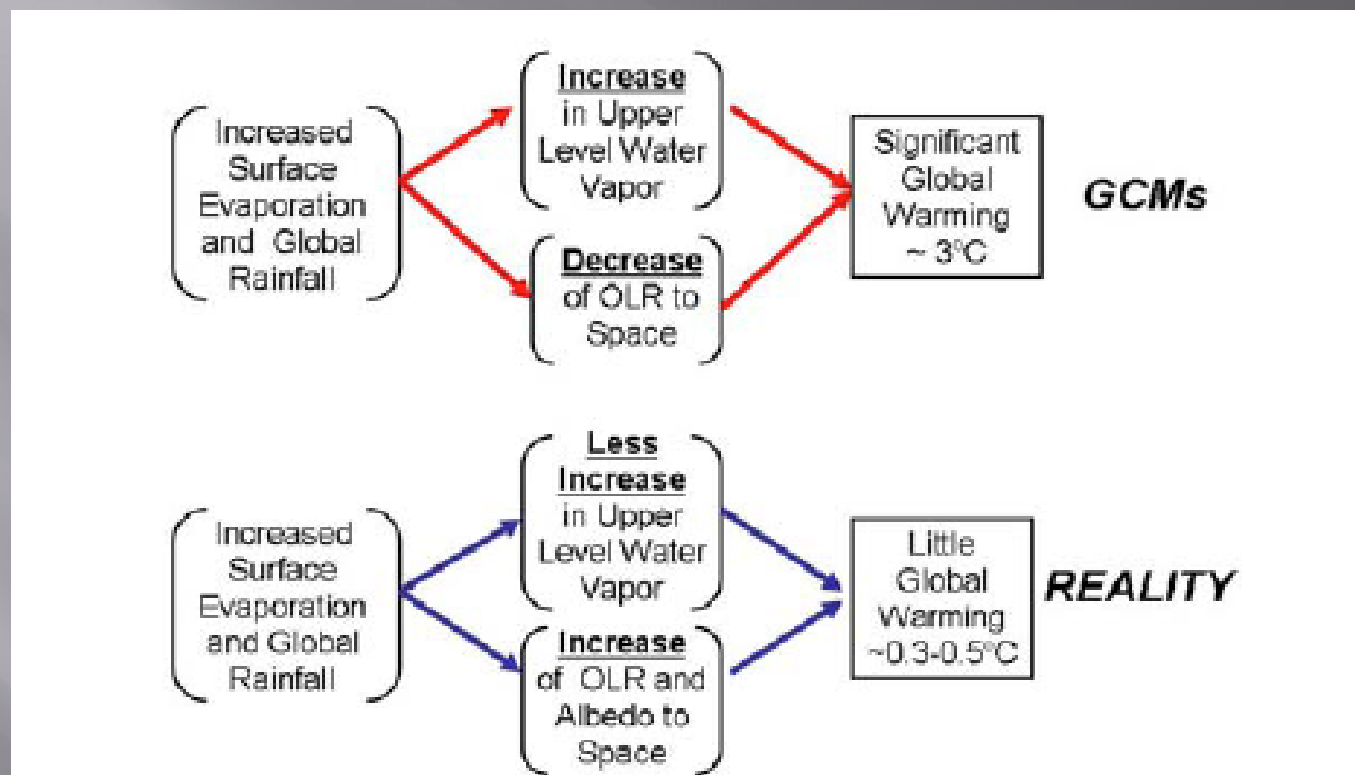 Increased
Surface
Evaporation
and Global
Rainfall
Increase
in Upper
Level Water
Vapor
Decrease
of OLR to
Space
Significant
Global
Warming
~ 3°C
GCMs
Increased
Surface
Evaporation
and Global
Rainfall
Less
Increase
in Upper
Level Water
Vapor
Increase
of OLR and
Albedo to
Space
Little
Global
Warming
~0.3-0.5°C
REALITY